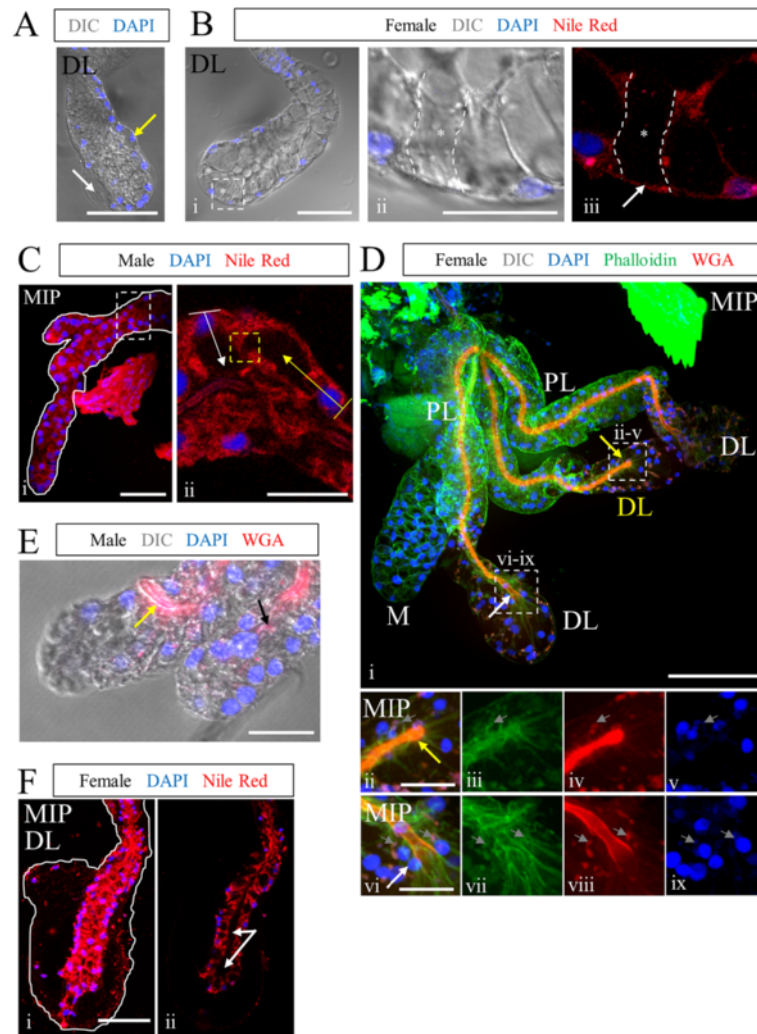 A
DIC DAPI
DL
B
Female DIC DAPI Nile Red
DL
i
ii
iii
C
Male DAPI Nile Red
MIP
i
ii
D
Female DIC DAPI Phalloidin WGA
MIP
PL
PL
ii-v
DL
DL
vi-ix
M
DL
i
E
Male DIC DAPI WGA
MIP
ii
iii
iv
v
MIP
vi
vii
viii
ix
F
Female DAPI Nile Red
MIP
DL
i
ii